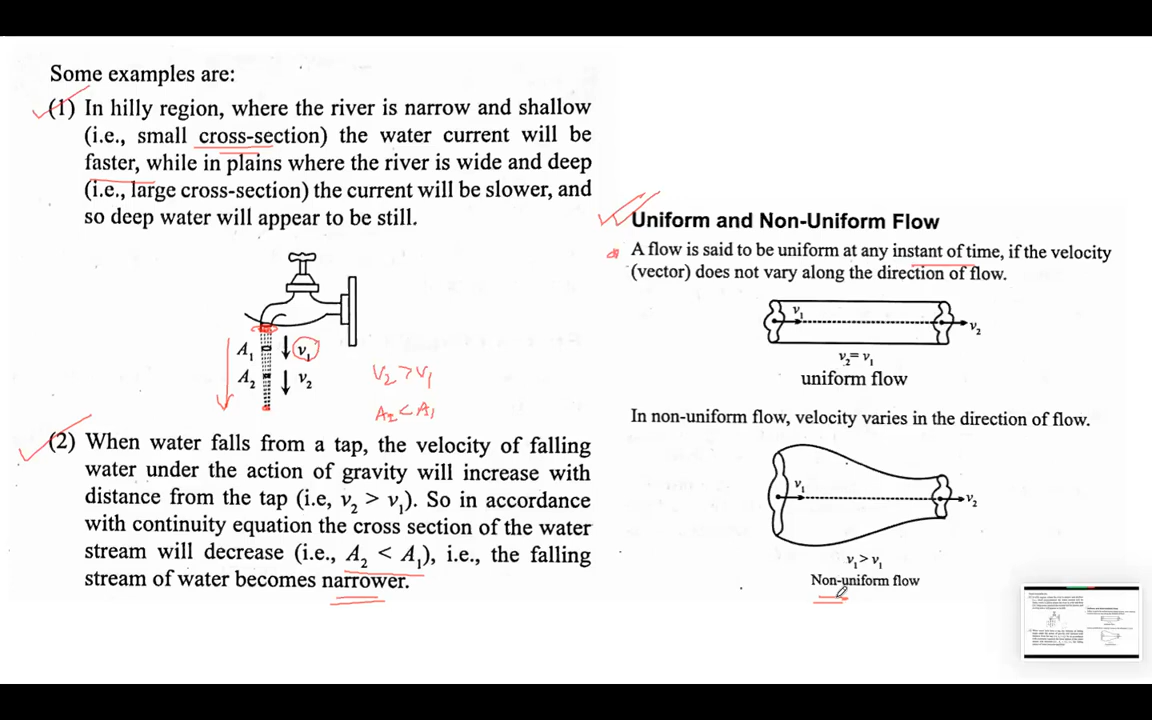 Some examples are:
(1) In hilly region, where the river is narrow and shallow
(i.e., small cross-section) the water current will be
faster, while in plains where the river is wide and deep
(i.e., large cross-section) the current will be slower, and
so deep water will appear to be still.
A₁ v₁
A₂ v₂
V₂ > V₁
A₂ < A₁
(2) When water falls from a tap, the velocity of falling
water under the action of gravity will increase with
distance from the tap (i.e, v₂ > v₁). So in accordance
with continuity equation the cross section of the water
stream will decrease (i.e., A₂ < A₁), i.e., the falling
stream of water becomes narrower.
Uniform and Non-Uniform Flow
A flow is said to be uniform at any instant of time, if the velocity
(vector) does not vary along the direction of flow.
v₁ v₂
v₂= v₁
uniform flow
In non-uniform flow, velocity varies in the direction of flow.
v₁ v₂
v₁ > v₁
Non-uniform flow